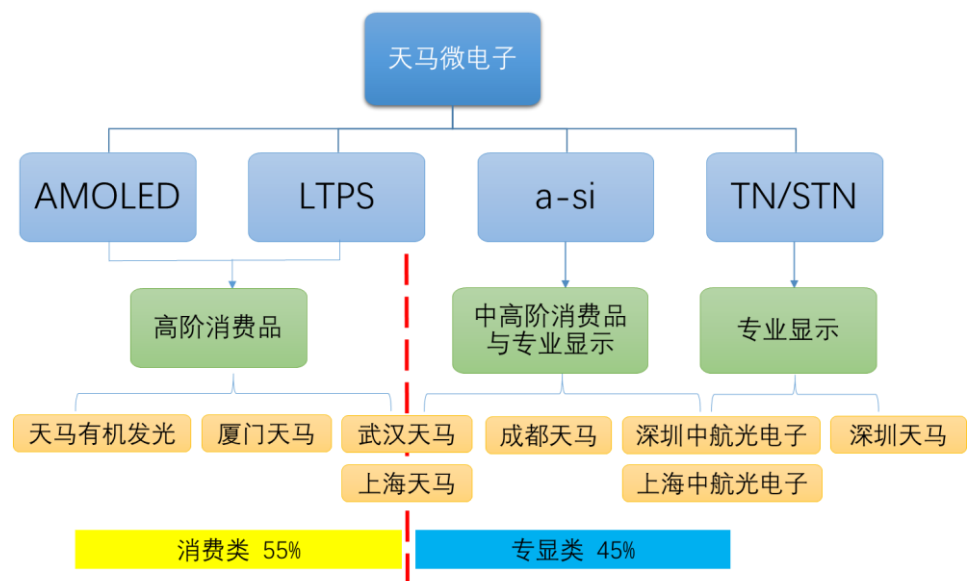 天马微电子
AMOLED
LTPS
a-si
TN/STN
高阶消费品
中高阶消费品
与专业显示
专业显示
天马有机发光
厦门天马
武汉天马
成都天马
深圳中航光电子
深圳天马
上海天马
上海中航光电子
消费类 55%
专显类 45%